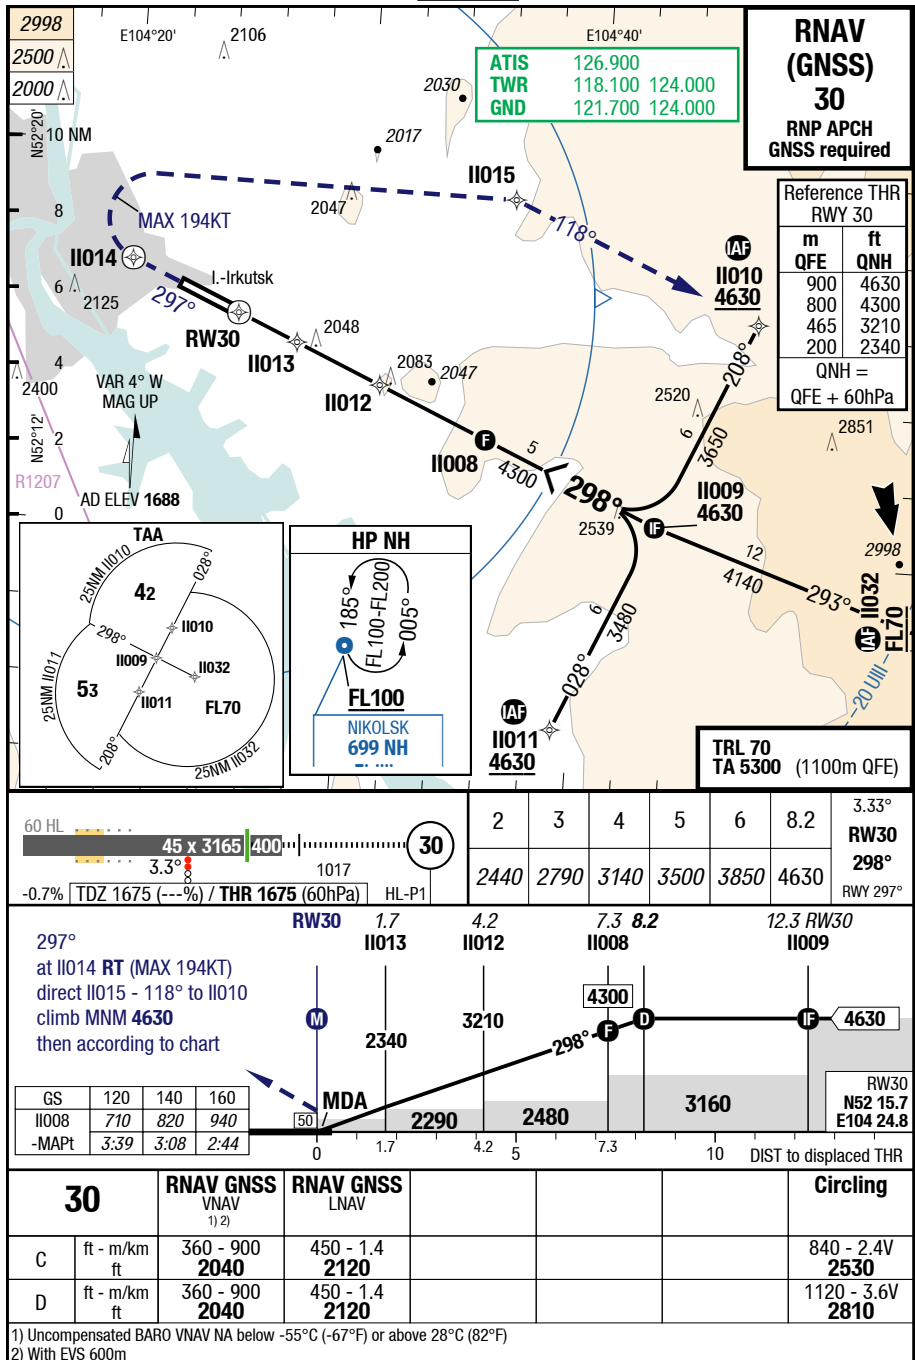 2998
2500
2000
E104°20'
2106
E104°40'
ATIS 126.900
TWR 118.100 124.000
GND 121.700 124.000
RNAV
(GNSS)
30
RNP APCH
GNSS required
N52°20'
10 NM
2030
2017
II015
2047
MAX 194KT
118°
Reference THR
RWY 30
m ft
QFE QNH
900 4630
800 4300
465 3210
200 2340
QNH =
QFE + 60hPa
8
II014
I.-Irkutsk
IAF
II010
4630
6
2125
297°
RW30
2048
II013
208°
4
2400
VAR 4° W
MAG UP
2083
2047
II012
2520
6
3650
2851
N52°12'
2
II008
F
5
4300
298°
II009
4630
R1207
AD ELEV 1688
0
2539
IF
12
4140
293°
2998
IAF II032
FL70
TAA
25NM II010
42
028°
298°
II010
II009
II032
II011
53
FL70
25NM II011
208°
25NM II032
HP NH
185°
FL100-FL200
005°
FL100
NIKOLSK
699 NH
6
3480
028°
IAF
II011
4630
20 UIII
TRL 70
TA 5300 (1100m QFE)
60 HL
45 x 3165 400
30
3.3°
1017
-0.7% TDZ 1675 (---%) / THR 1675 (60hPa) HL-P1
2 3 4 5 6 8.2 3.33°
RW30
298°
2440 2790 3140 3500 3850 4630 RWY 297°
RW30 1.7 4.2 7.3 8.2 12.3 RW30
II013 II012 II008 II009
297°
at II014 RT (MAX 194KT)
direct II015 - 118° to II010
climb MNM 4630
then according to chart
M
2340
3210
4300
298°
F
D
IF
4630
GS 120 140 160
II008 710 820 940
-MAPt 3:39 3:08 2:44
50
MDA
2290
2480
3160
RW30
N52 15.7
E104 24.8
0 1.7 4.2 5 7.3 10 DIST to displaced THR
30 RNAV GNSS RNAV GNSS Circling
VNAV LNAV
1) 2)
C ft - m/km 360 - 900 450 - 1.4 840 - 2.4V
ft 2040 2120 2530
D ft - m/km 360 - 900 450 - 1.4 1120 - 3.6V
ft 2040 2120 2810
1) Uncompensated BARO VNAV NA below -55°C (-67°F) or above 28°C (82°F)
2) With EVS 600m